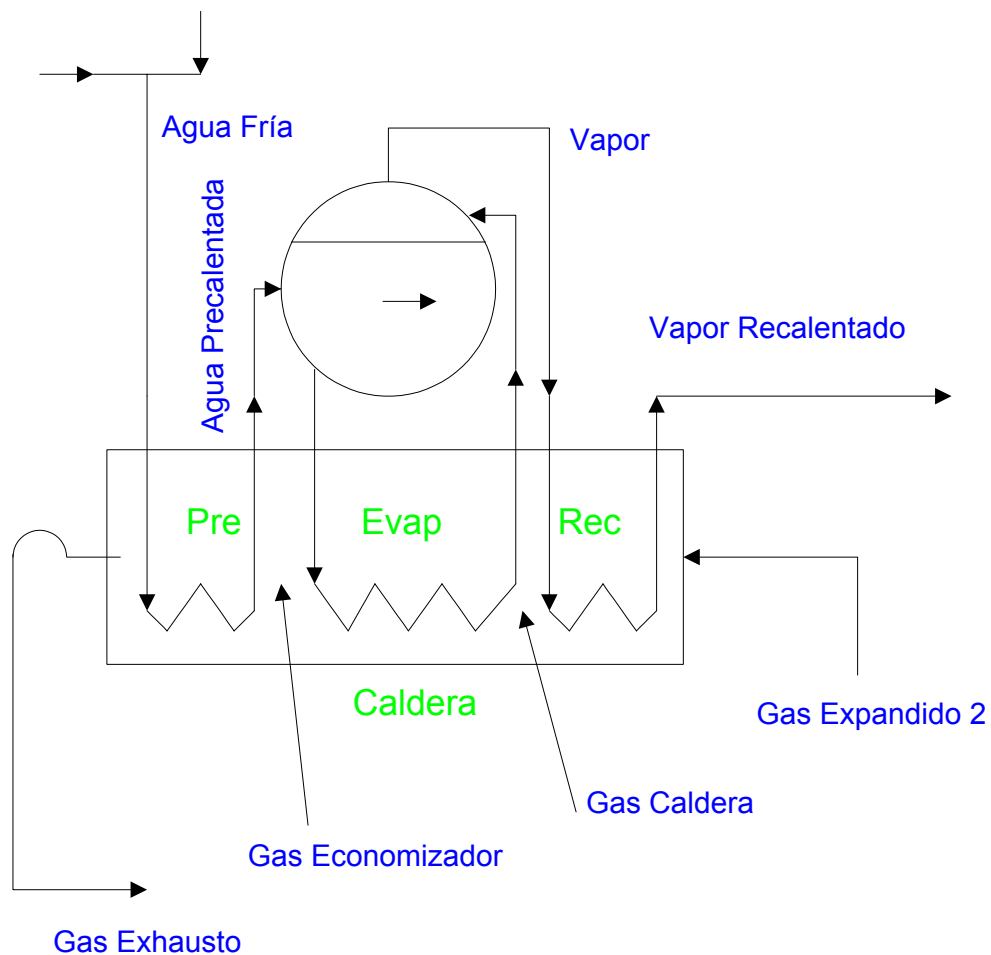 Agua Fría
Vapor
Agua Precalentada
Vapor Recalentado
Pre
Evap
Rec
Caldera
Gas Expandido 2
Gas Caldera
Gas Economizador
Gas Exhausto